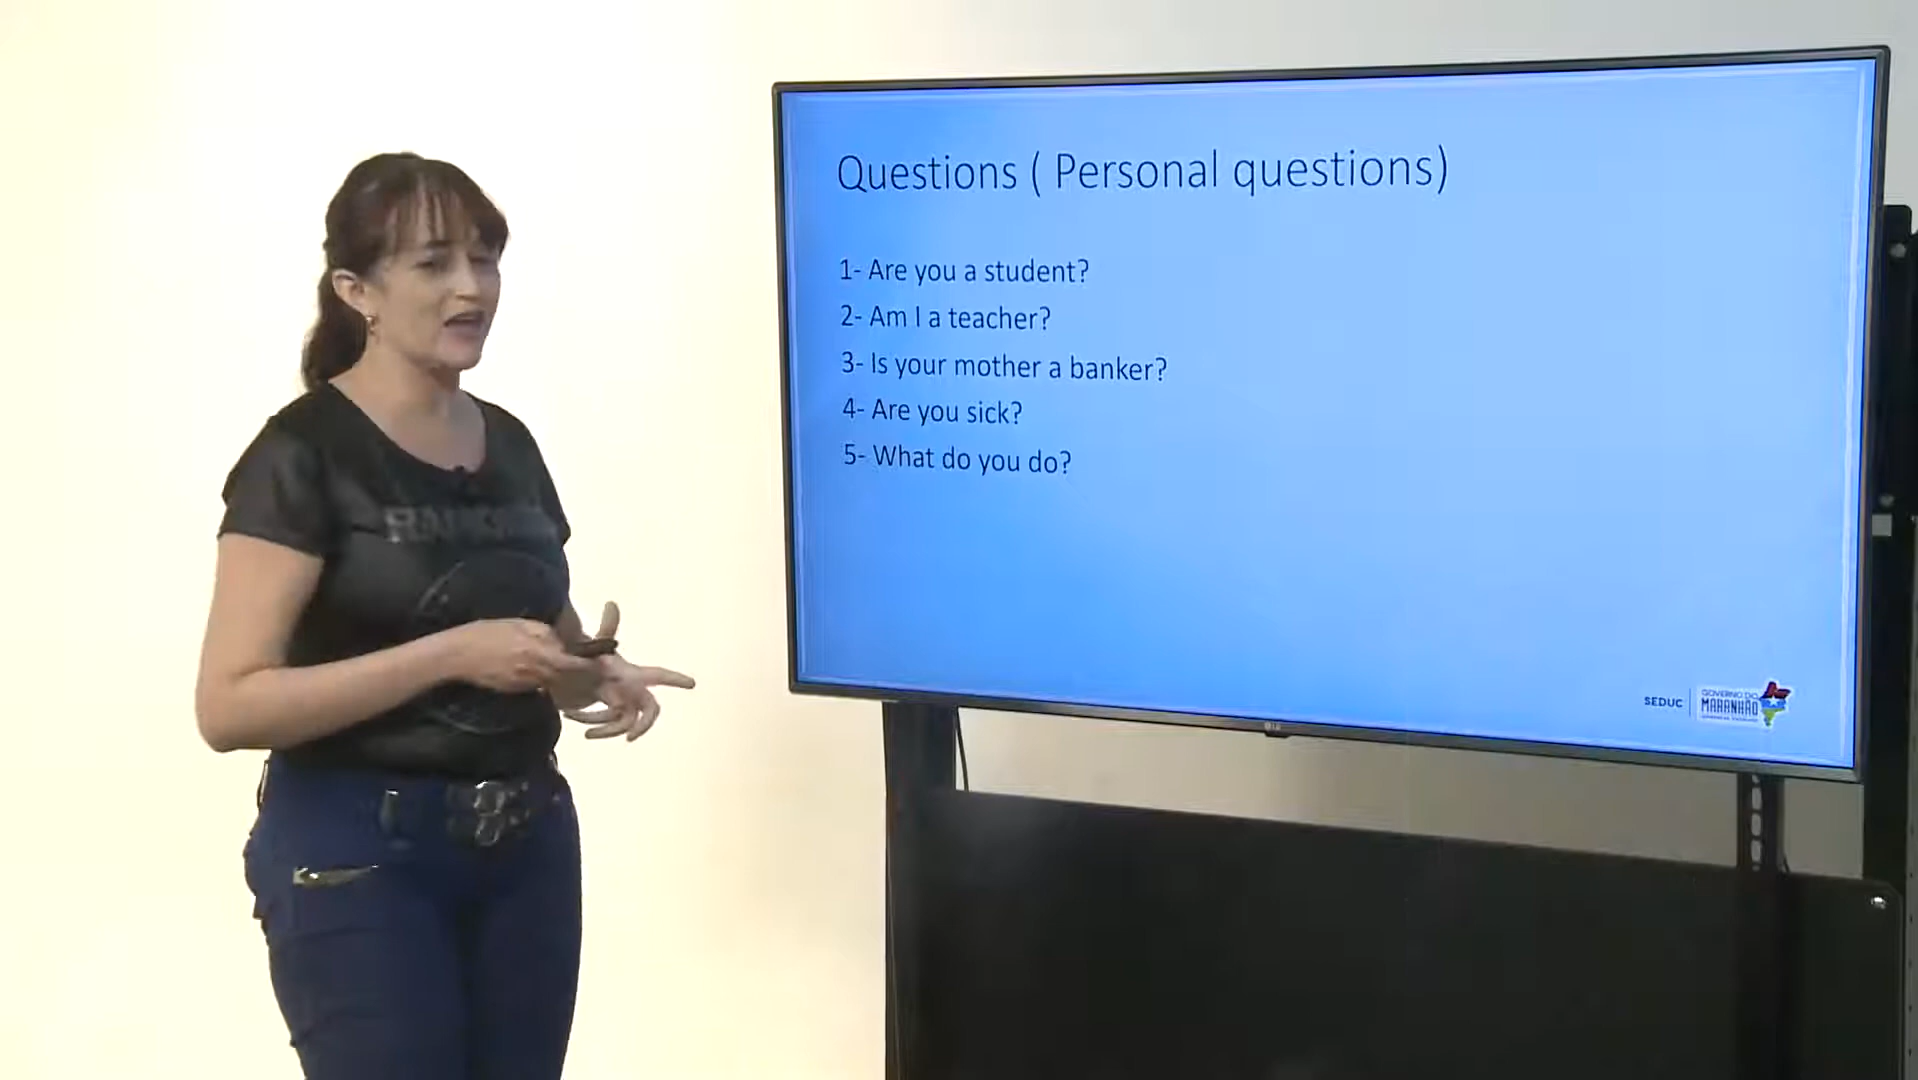 Questions ( Personal questions)
1- Are you a student?
2- Am I a teacher?
3- Is your mother a banker?
4- Are you sick?
5- What do you do?
SEDUC
GOVERNO DO
MARANHÃO